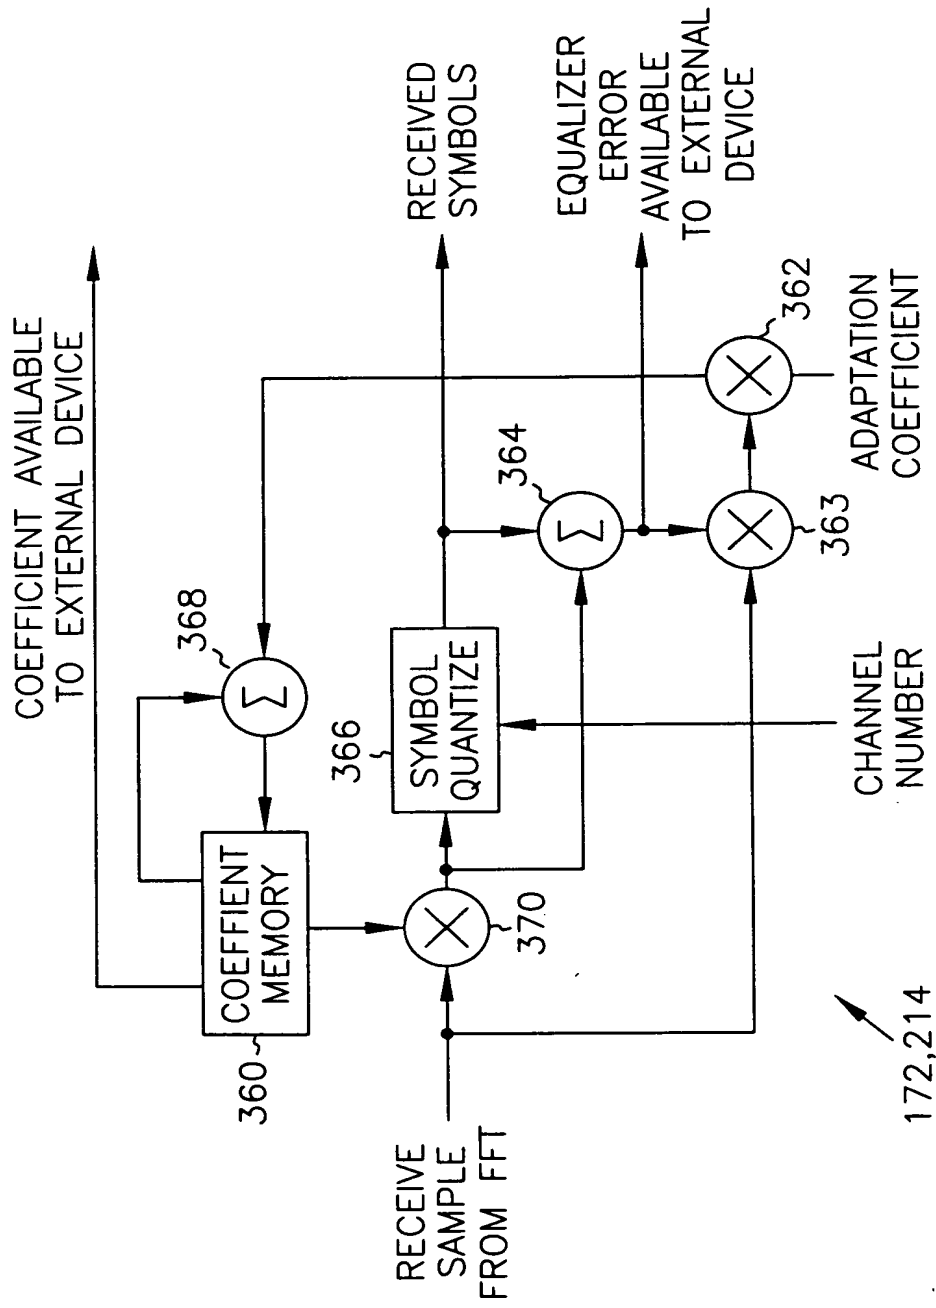 COEFFICIENT AVAILABLE
TO EXTERNAL DEVICE
368
Σ
360
COEFFIENT
MEMORY
366
SYMBOL
QUANTIZE
RECEIVED
SYMBOLS
RECEIVE
SAMPLE
FROM FFT
370
364
Σ
EQUALIZER
ERROR
AVAILABLE
TO EXTERNAL
DEVICE
362
363
172,214
CHANNEL
NUMBER
ADAPTATION
COEFFICIENT